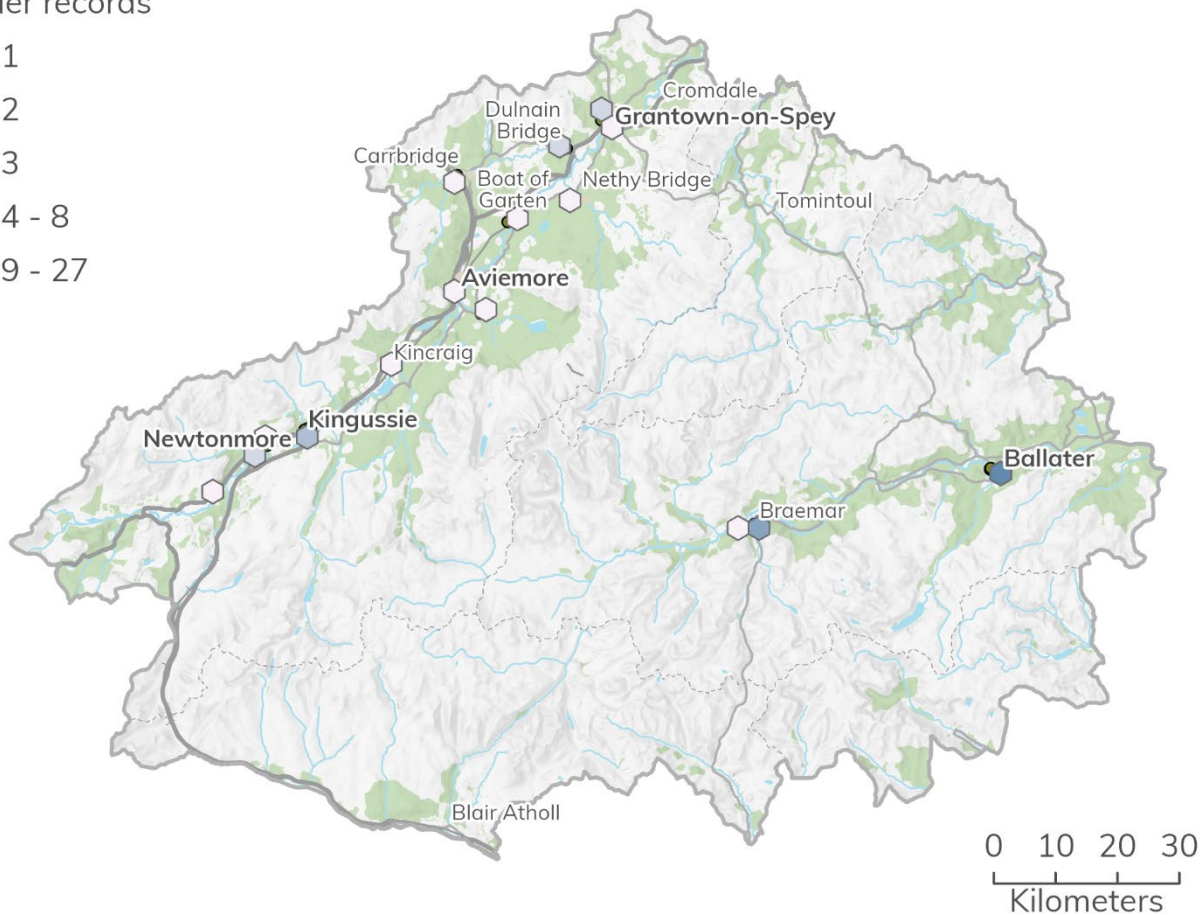 records
1
2
3
4 - 8
9 - 27
Cromdale
Dulnain
Bridge
Grantown-on-Spey
Carrbridge
Boat of
Garten
Nethy Bridge
Tomintoul
Aviemore
Kincraig
Kingussie
Newtonmore
Ballater
Braemar
Blair Atholl
0 10 20 30
Kilometers